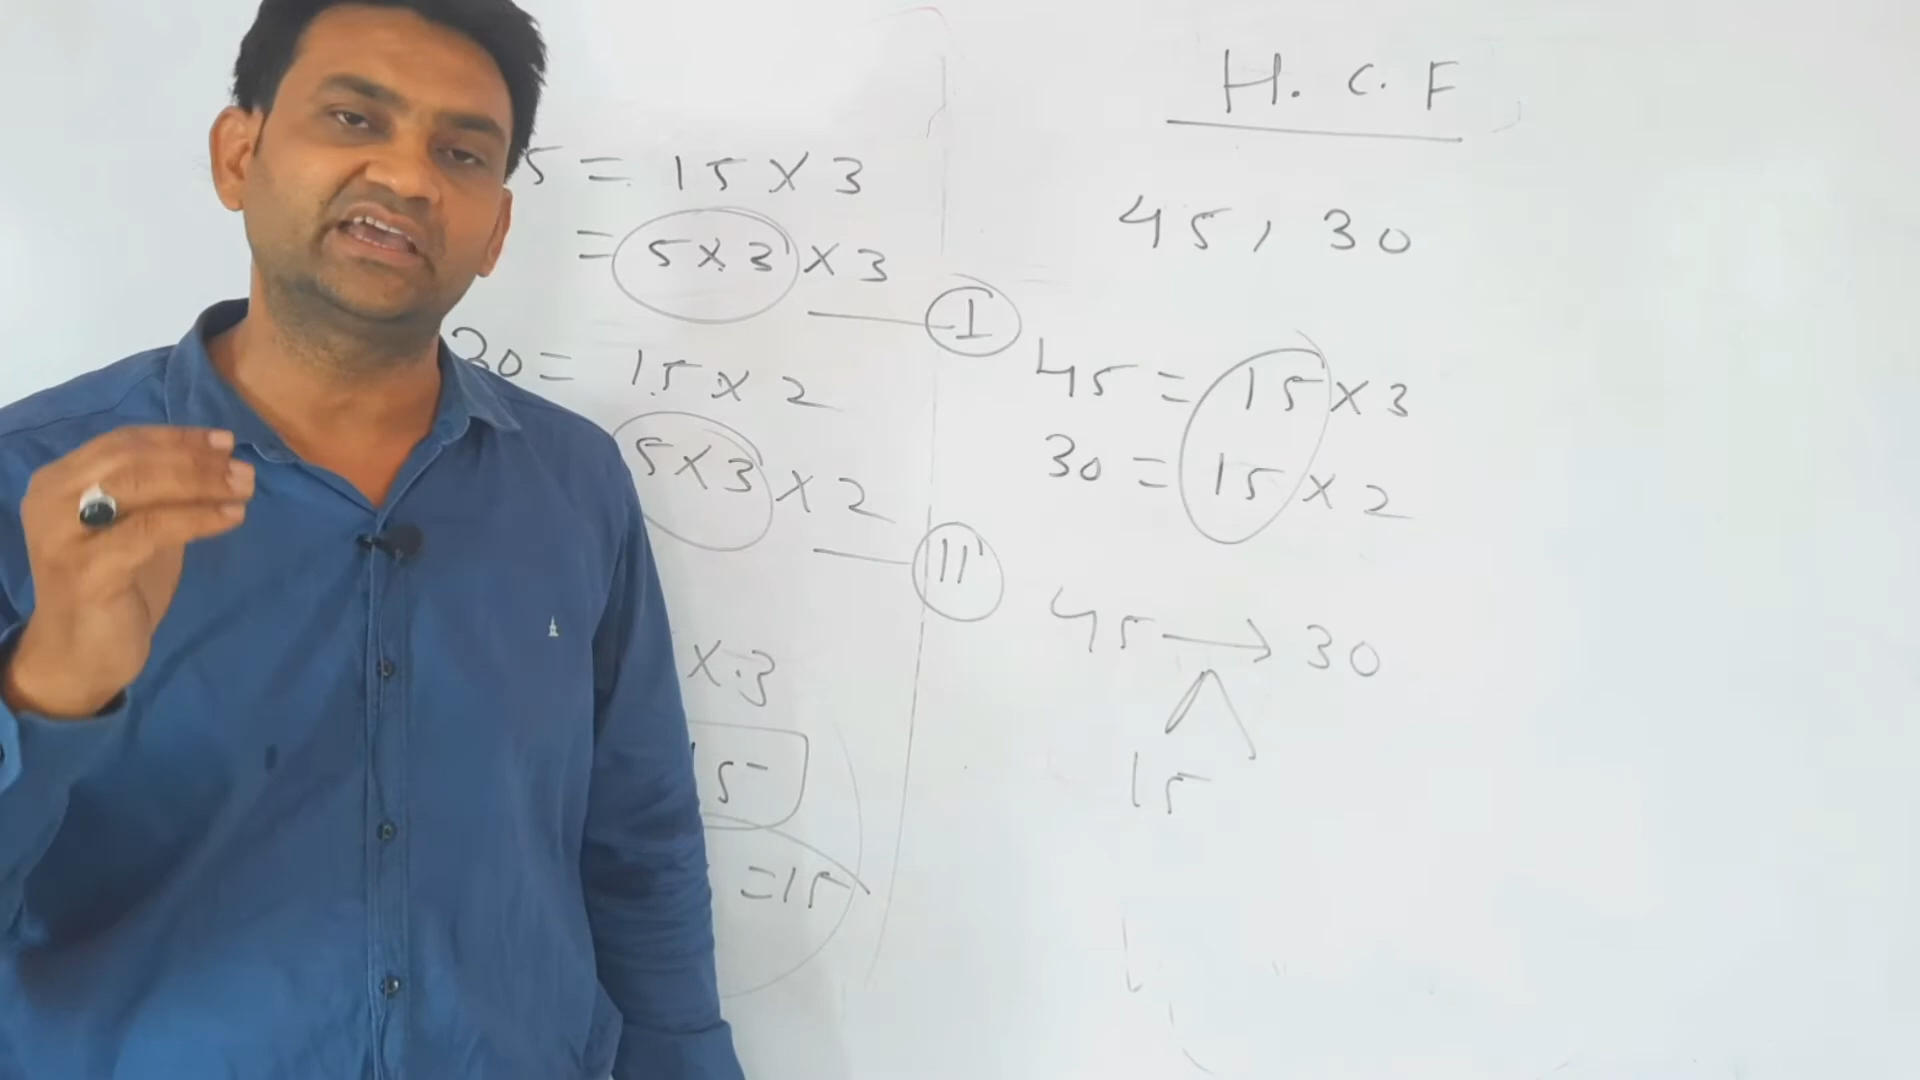 5 = 15 X 3
= 5 X 3 X 3
I
30 = 15 X 2
5 X 3 X 2
II
X 3
15
=15
H. C. F
45, 30
45 = 15 X 3
30 = 15 X 2
45 → 30
15